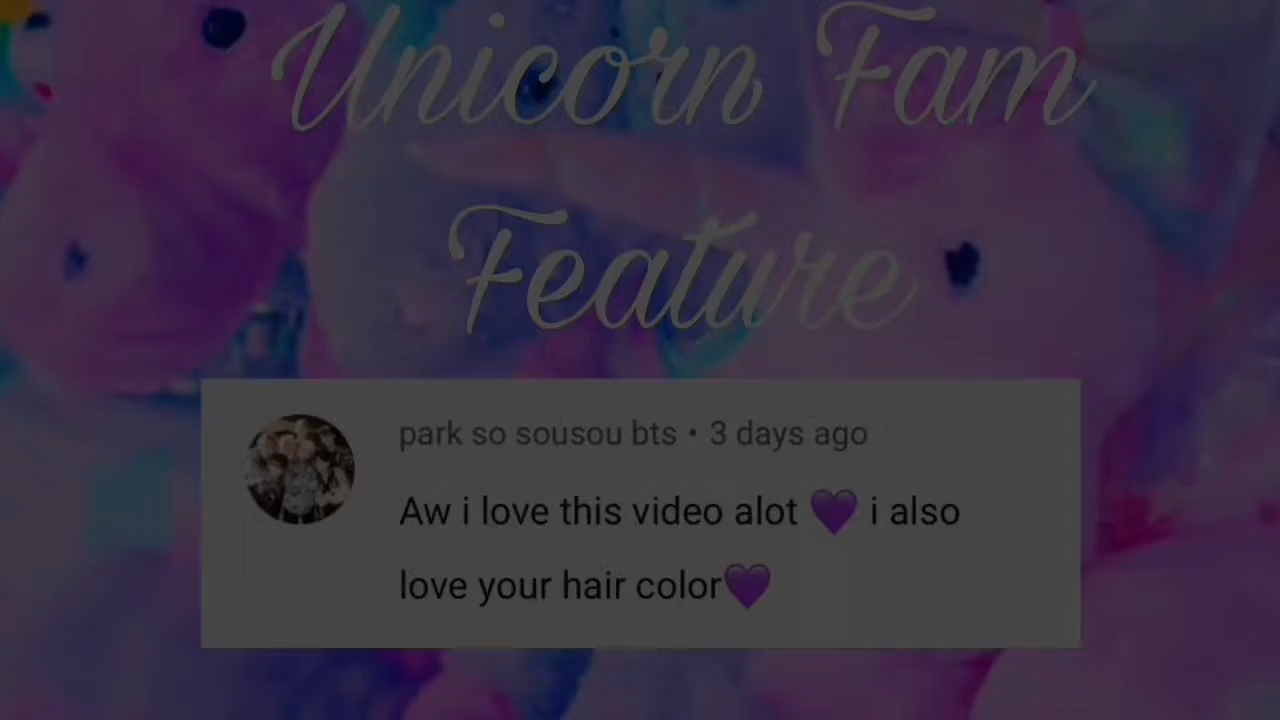 Unicorn Fam
Feature
park so sousou bts • 3 days ago
Aw i love this video alot 💜 i also
love your hair color💜